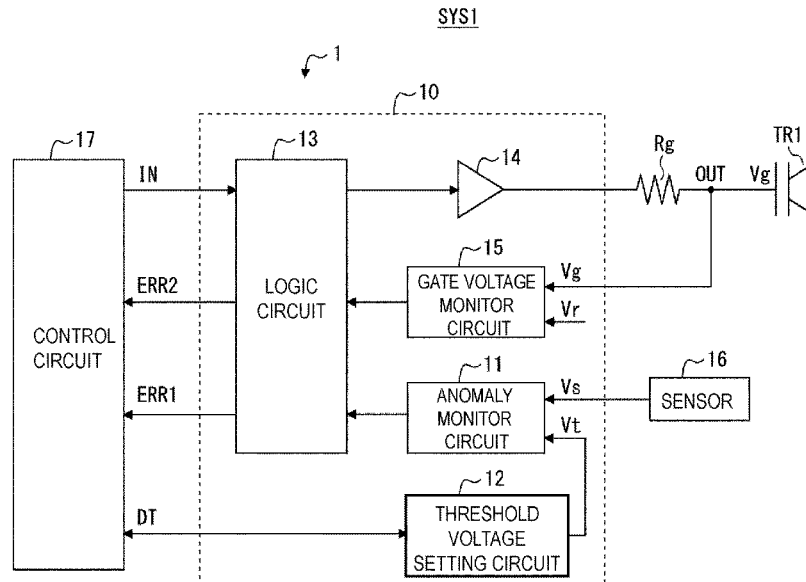 SYS1
1
10
17
13
14
Rg
OUT
Vg
TR1
IN
15
GATE VOLTAGE
MONITOR
CIRCUIT
Vg
Vr
ERR2
LOGIC
CIRCUIT
CONTROL
CIRCUIT
11
ANOMALY
MONITOR
CIRCUIT
Vs
Vt
16
SENSOR
ERR1
12
THRESHOLD
VOLTAGE
SETTING CIRCUIT
DT